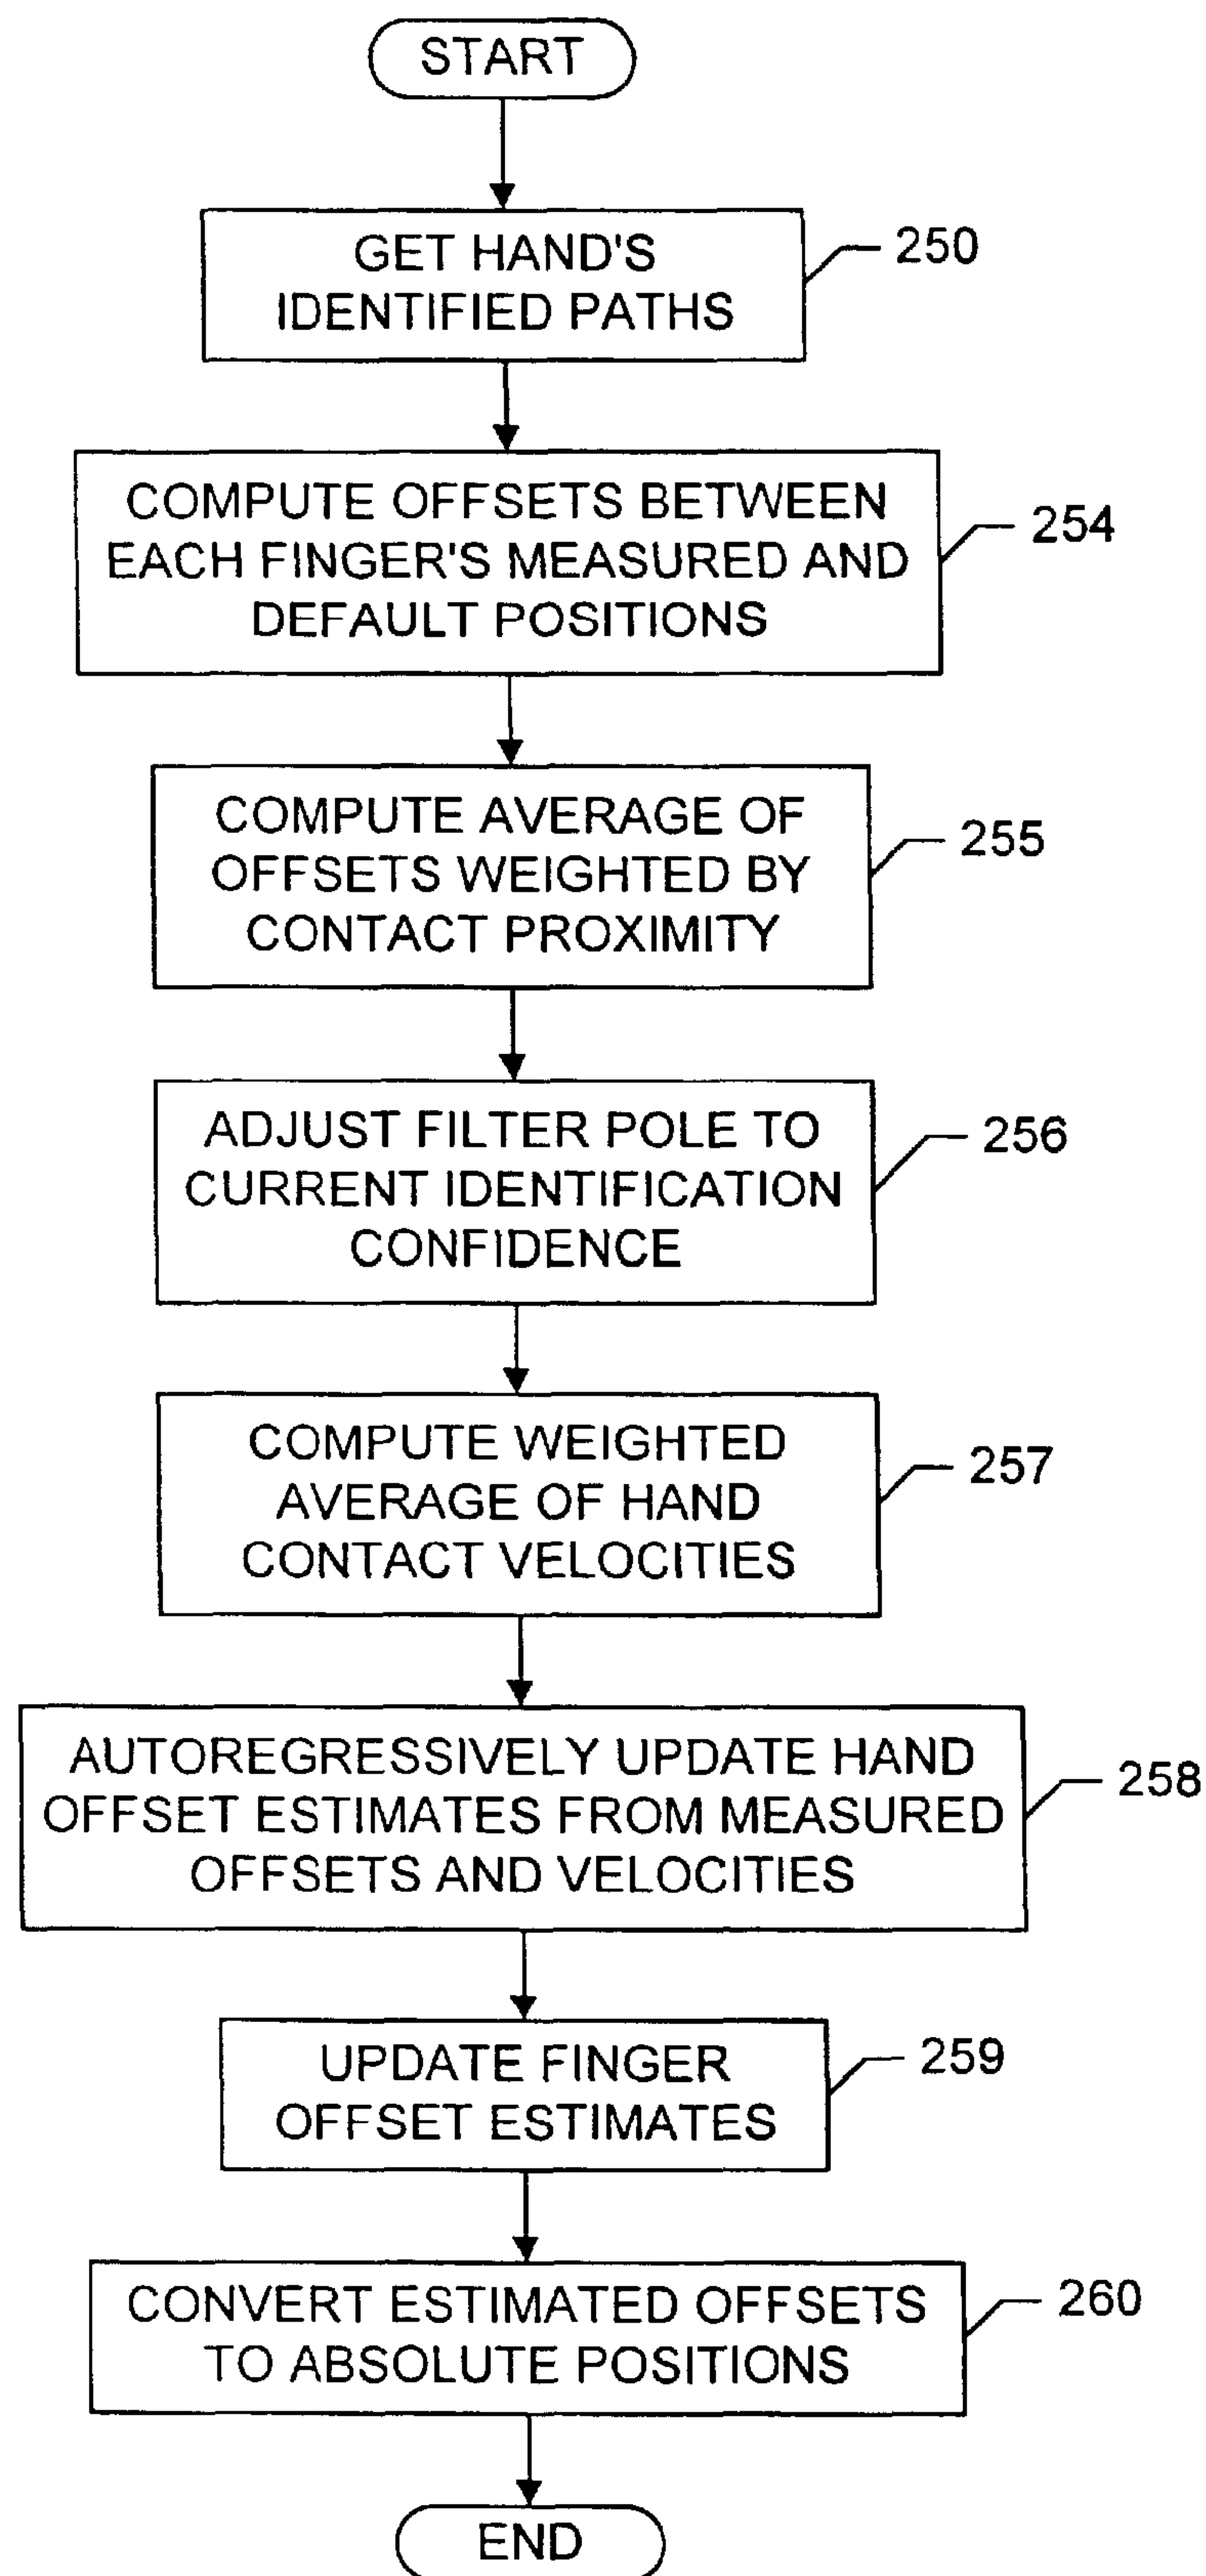 START
GET HAND'S
IDENTIFIED PATHS
250
COMPUTE OFFSETS BETWEEN
EACH FINGER'S MEASURED AND
DEFAULT POSITIONS
254
COMPUTE AVERAGE OF
OFFSETS WEIGHTED BY
CONTACT PROXIMITY
255
ADJUST FILTER POLE TO
CURRENT IDENTIFICATION
CONFIDENCE
256
COMPUTE WEIGHTED
AVERAGE OF HAND
CONTACT VELOCITIES
257
AUTOREGRESSIVELY UPDATE HAND
OFFSET ESTIMATES FROM MEASURED
OFFSETS AND VELOCITIES
258
UPDATE FINGER
OFFSET ESTIMATES
259
CONVERT ESTIMATED OFFSETS
TO ABSOLUTE POSITIONS
260
END